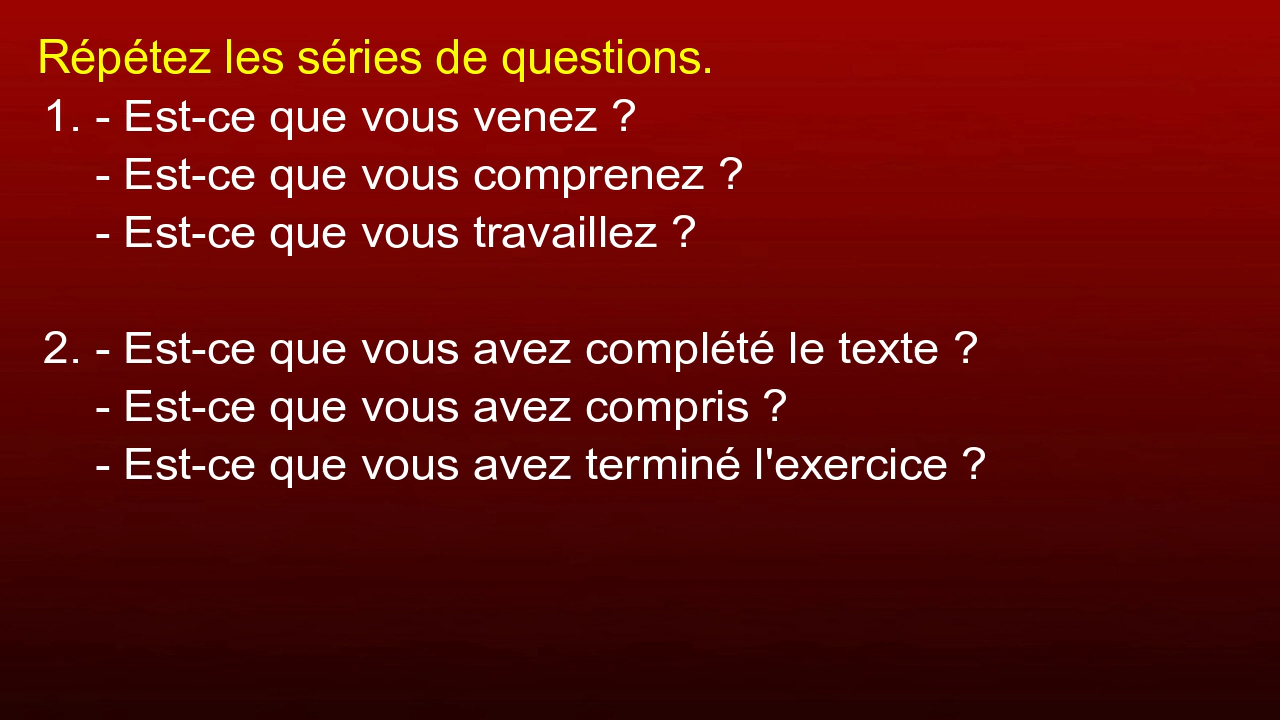 Répétez les séries de questions.
1. - Est-ce que vous venez ?
- Est-ce que vous comprenez ?
- Est-ce que vous travaillez ?
2. - Est-ce que vous avez complété le texte ?
- Est-ce que vous avez compris ?
- Est-ce que vous avez terminé l'exercice ?